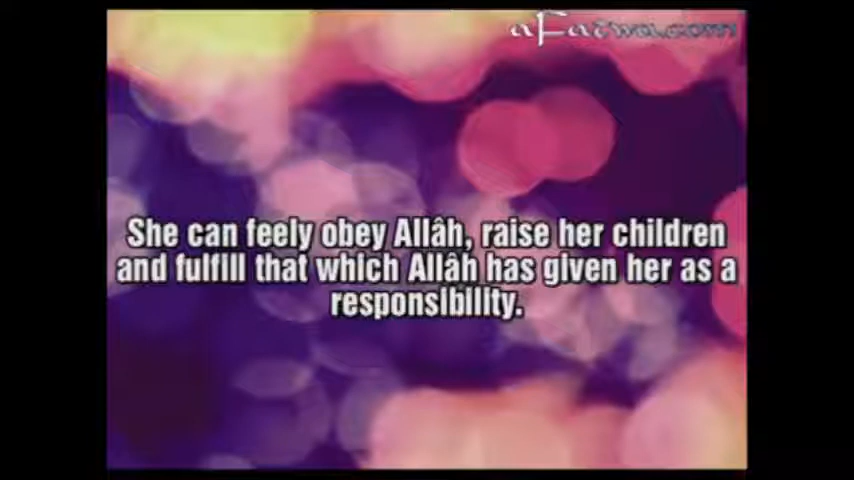 aFatwa.com
She can feely obey Allâh, raise her children
and fulfill that which Allâh has given her as a
responsibility.